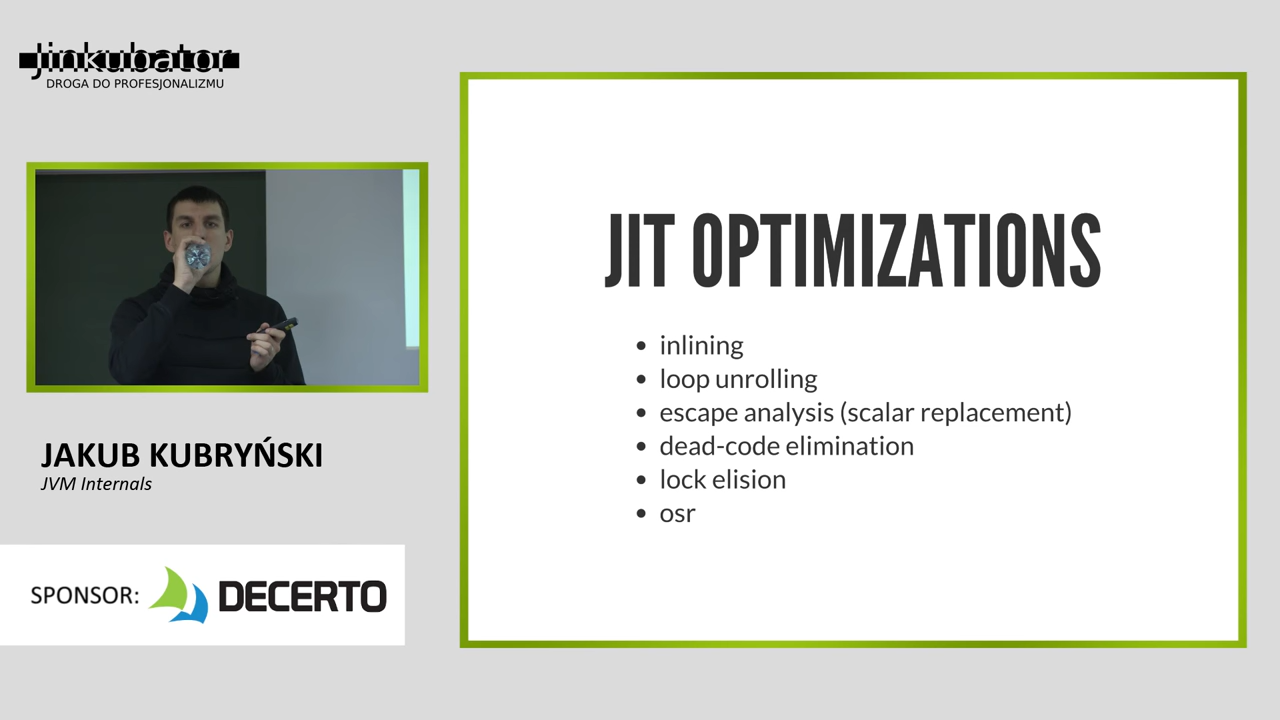 Jinkubator
DROGA DO PROFESJONALIZMU
JAKUB KUBRYŃSKI
JVM Internals
SPONSOR: DECERTO
JIT OPTIMIZATIONS
• inlining
• loop unrolling
• escape analysis (scalar replacement)
• dead-code elimination
• lock elision
• osr